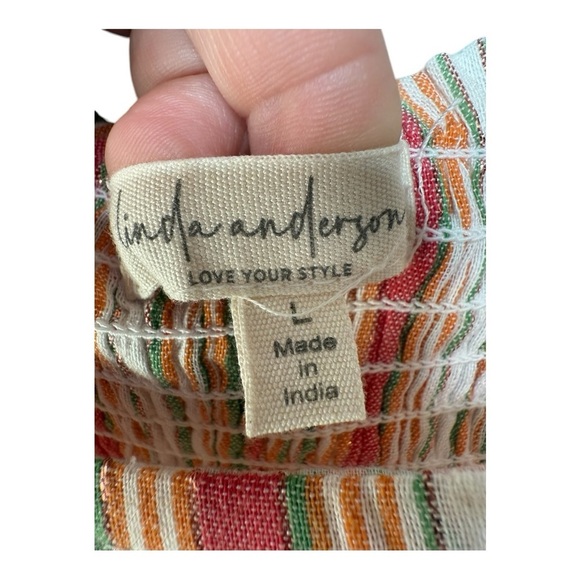 linda anderson
LOVE YOUR STYLE
L
Made
in
India